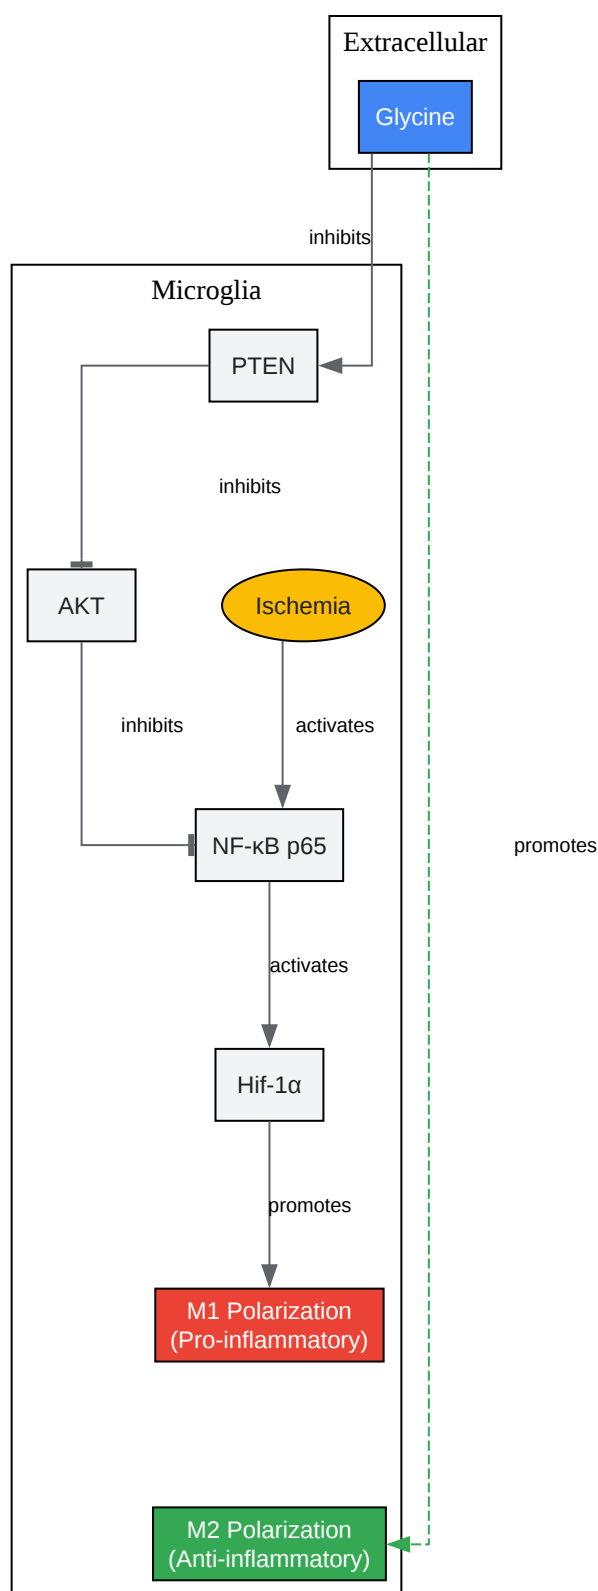 Extracellular
Glycine
inhibits
Microglia
PTEN
inhibits
AKT
Ischemia
inhibits
activates
NF-κB p65
promotes
activates
Hif-1α
promotes
M1 Polarization
(Pro-inflammatory)
M2 Polarization
(Anti-inflammatory)